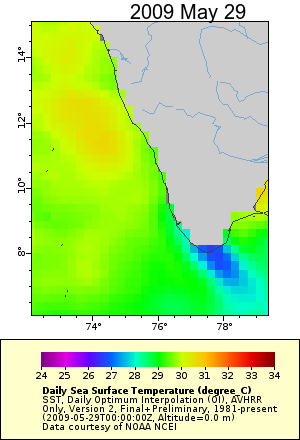 2009 May 29
14°
12°
10°
8°
74°
76°
78°
24 25 26 27 28 29 30 31 32 33 34
Daily Sea Surface Temperature (degree_C)
SST, Daily Optimum Interpolation (OI), AVHRR
Only, Version 2, Final+Preliminary, 1981-present
(2009-05-29T00:00:00Z, Altitude=0.0 m)
Data courtesy of NOAA NCEI